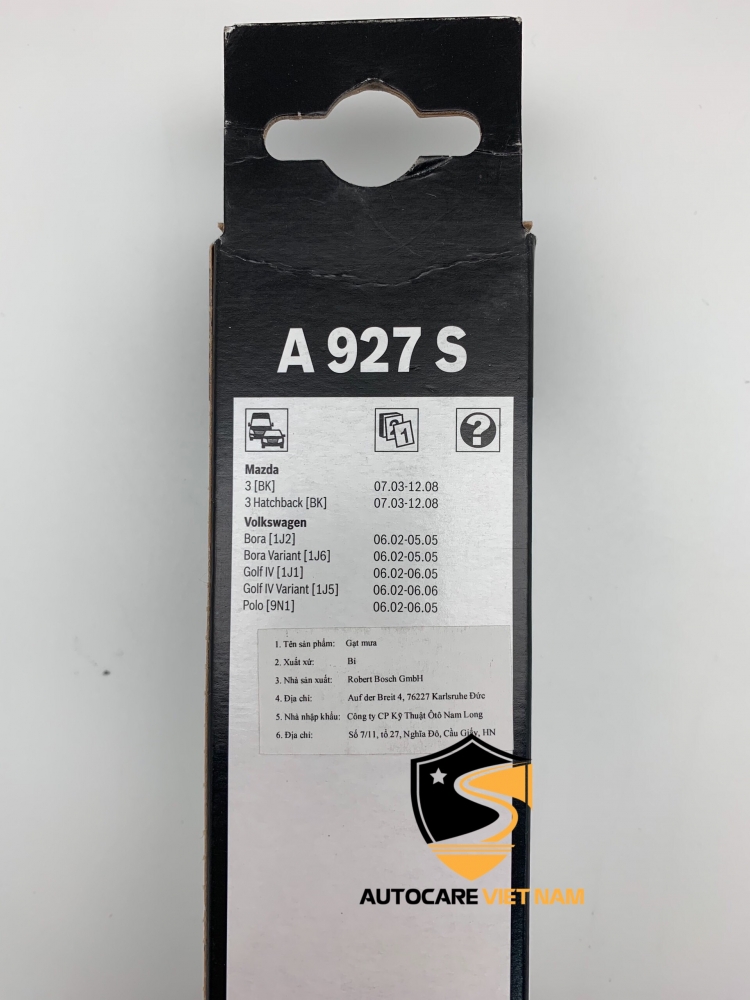 A 927 S
Mazda
3 [BK] 07.03-12.08
3 Hatchback [BK] 07.03-12.08
Volkswagen
Bora [1J2] 06.02-05.05
Bora Variant [1J6] 06.02-05.05
Golf IV [1J1] 06.02-06.05
Golf IV Variant [1J5] 06.02-06.06
Polo [9N1] 06.02-06.05
1. Tên sản phẩm: Gạt mưa
2. Xuất xứ: Bỉ
3. Nhà sản xuất: Robert Bosch GmbH
4. Địa chỉ: Auf der Breit 4, 76227 Karlsruhe Đức
5. Nhà nhập khẩu: Công ty CP Kỹ Thuật Ôtô Nam Long
6. Địa chỉ: Số 7/11, tổ 27, Nghĩa Đô, Cầu Giấy, HN
AUTOCARE VIET NAM